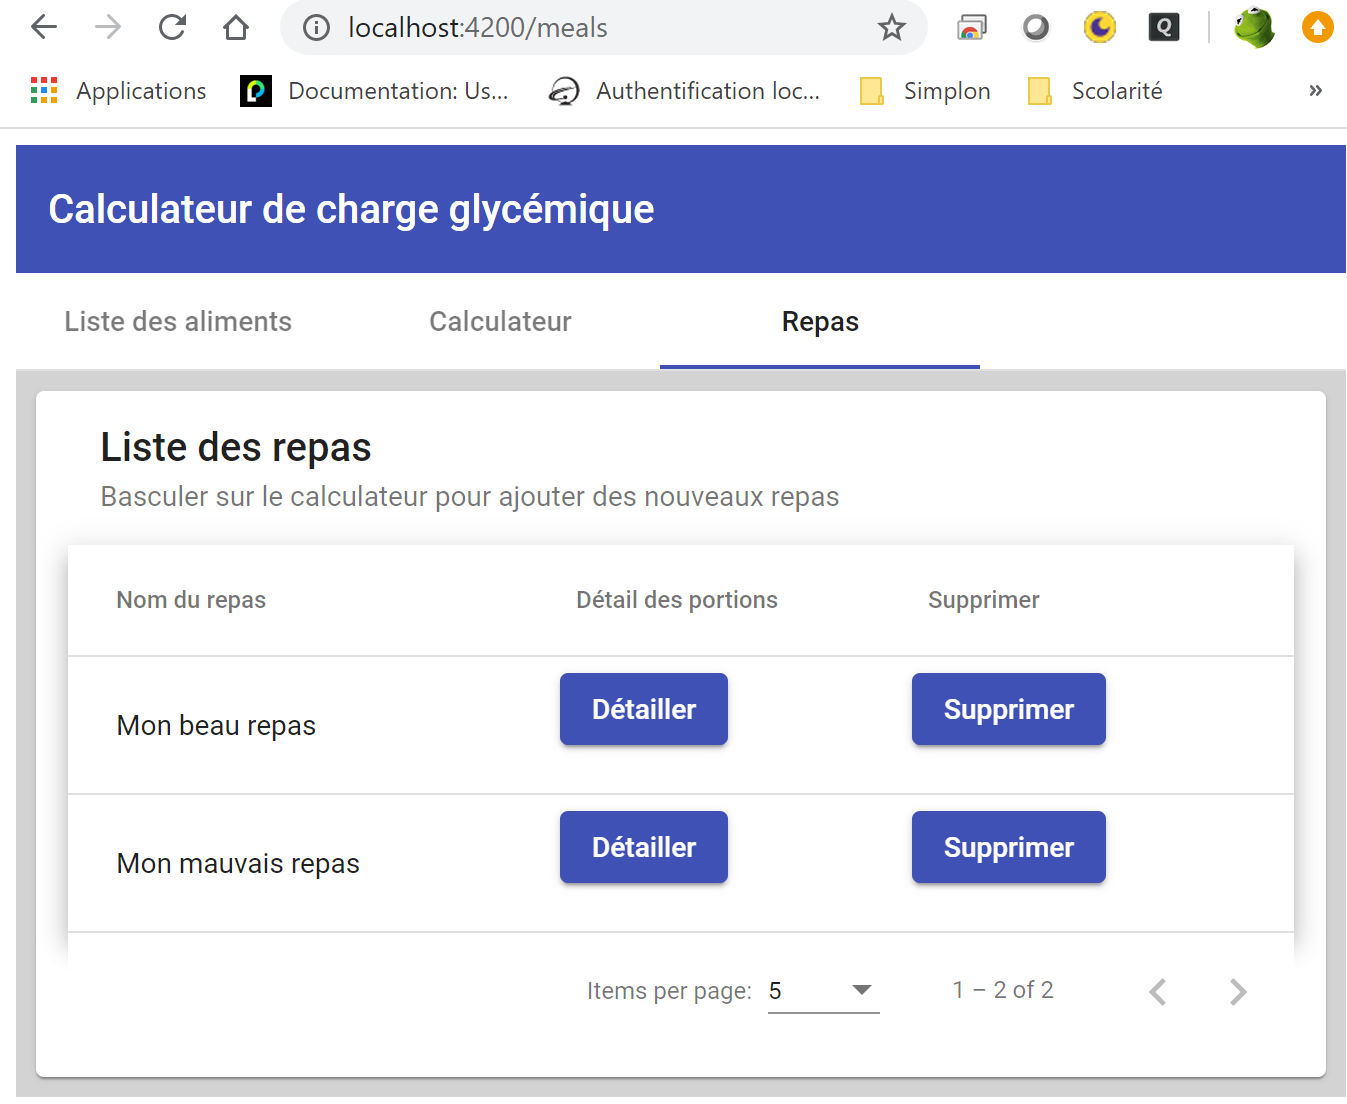 localhost:4200/meals
Q
Applications Documentation: Us... Authentification loc... Simplon Scolarité »
Calculateur de charge glycémique
Liste des aliments Calculateur Repas
Liste des repas
Basculer sur le calculateur pour ajouter des nouveaux repas
Nom du repas Détail des portions Supprimer
Mon beau repas Détailler Supprimer
Mon mauvais repas Détailler Supprimer
Items per page: 5 1 – 2 of 2